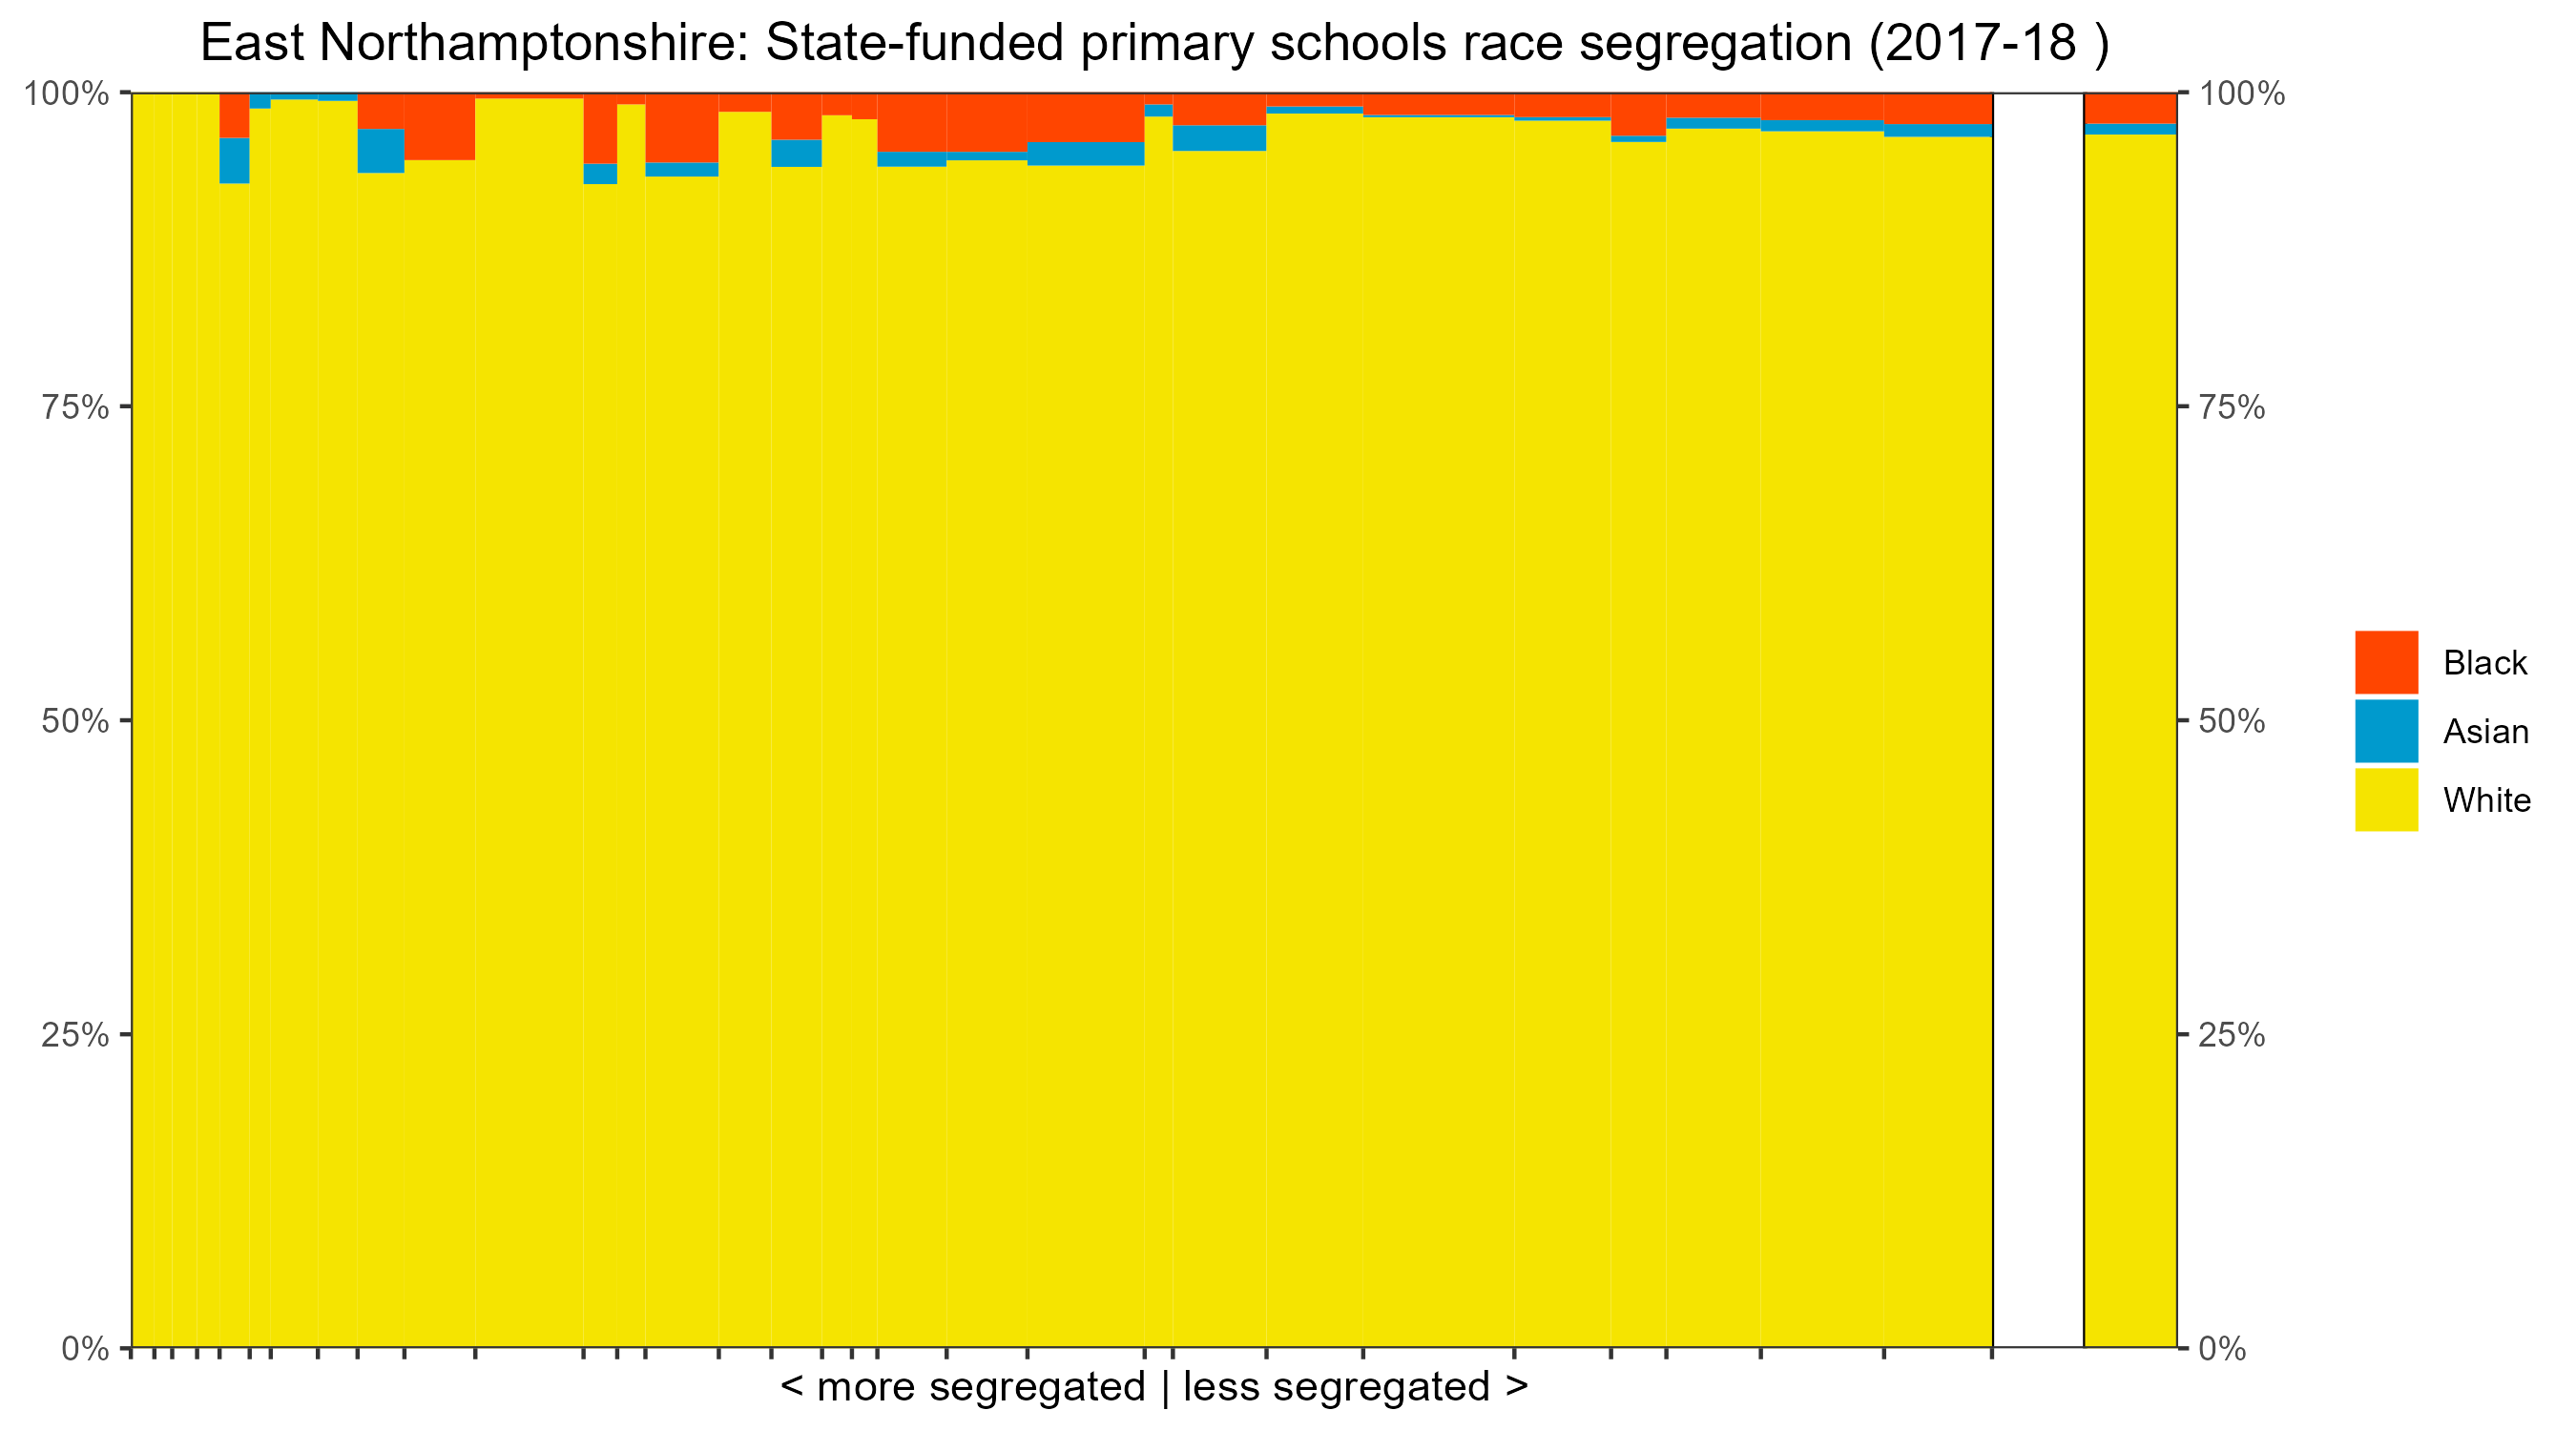 East Northamptonshire: State-funded primary schools race segregation (2017-18 )
100%
75%
50%
25%
0%
100%
75%
50%
25%
0%
Black
Asian
White
< more segregated | less segregated >